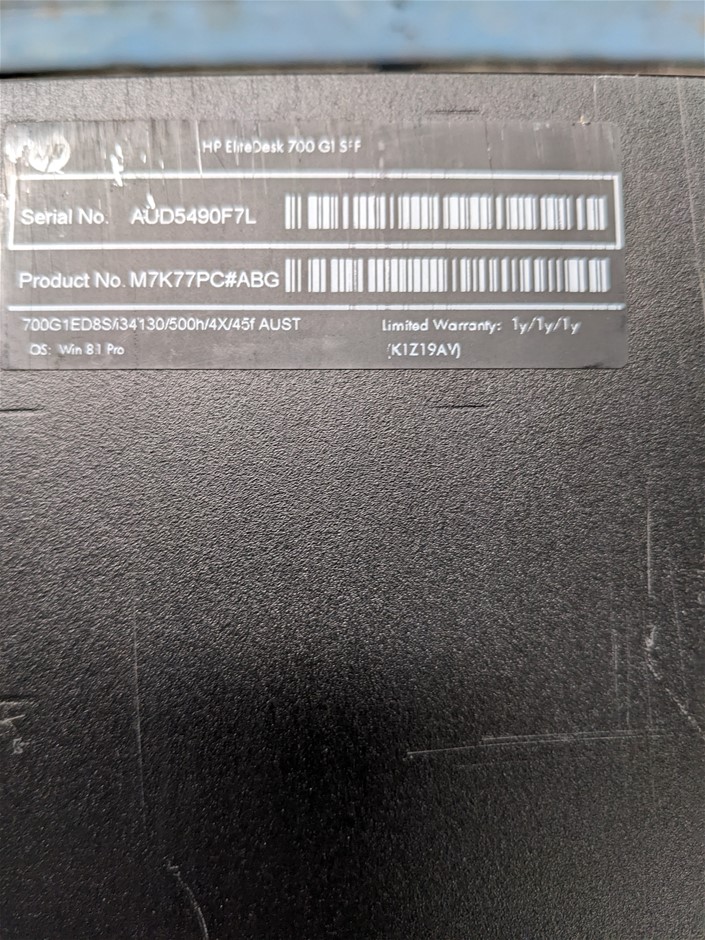 hp
HP EliteDesk 700 G1 SFF
Serial No. AUD5490F7L
Product No. M7K77PC#ABG
700G1ED8S/i34130/500h/4X/45f AUST
Limited Warranty: 1y/1y/1y
OS: Win 8.1 Pro
(K1Z19AV)